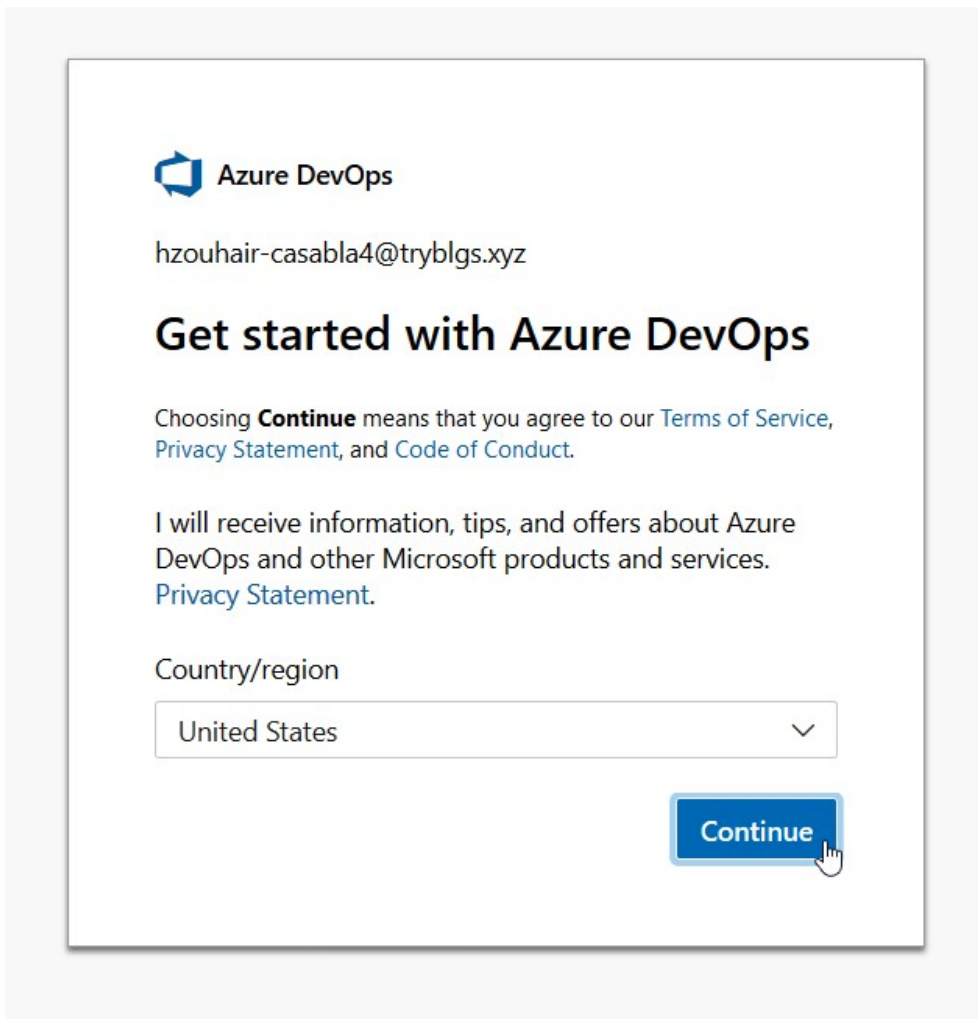 Azure DevOps
hzouhair-casabla4@tryblgs.xyz
Get started with Azure DevOps
Choosing Continue means that you agree to our Terms of Service,
Privacy Statement, and Code of Conduct.
I will receive information, tips, and offers about Azure
DevOps and other Microsoft products and services.
Privacy Statement.
Country/region
United States
Continue